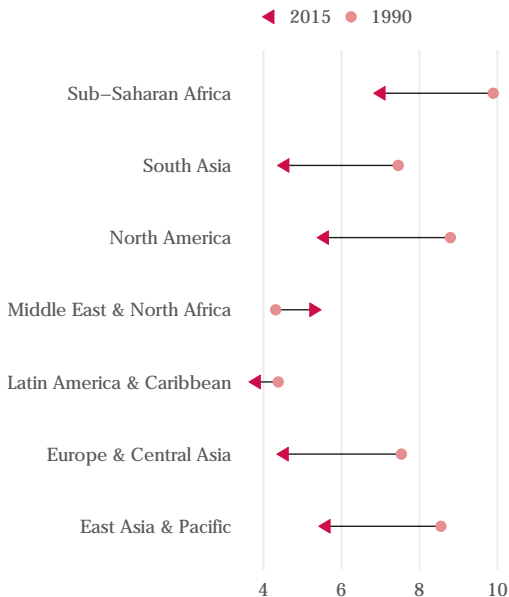 2015 1990
Sub−Saharan Africa
South Asia
North America
Middle East & North Africa
Latin America & Caribbean
Europe & Central Asia
East Asia & Pacific
4 6 8 10